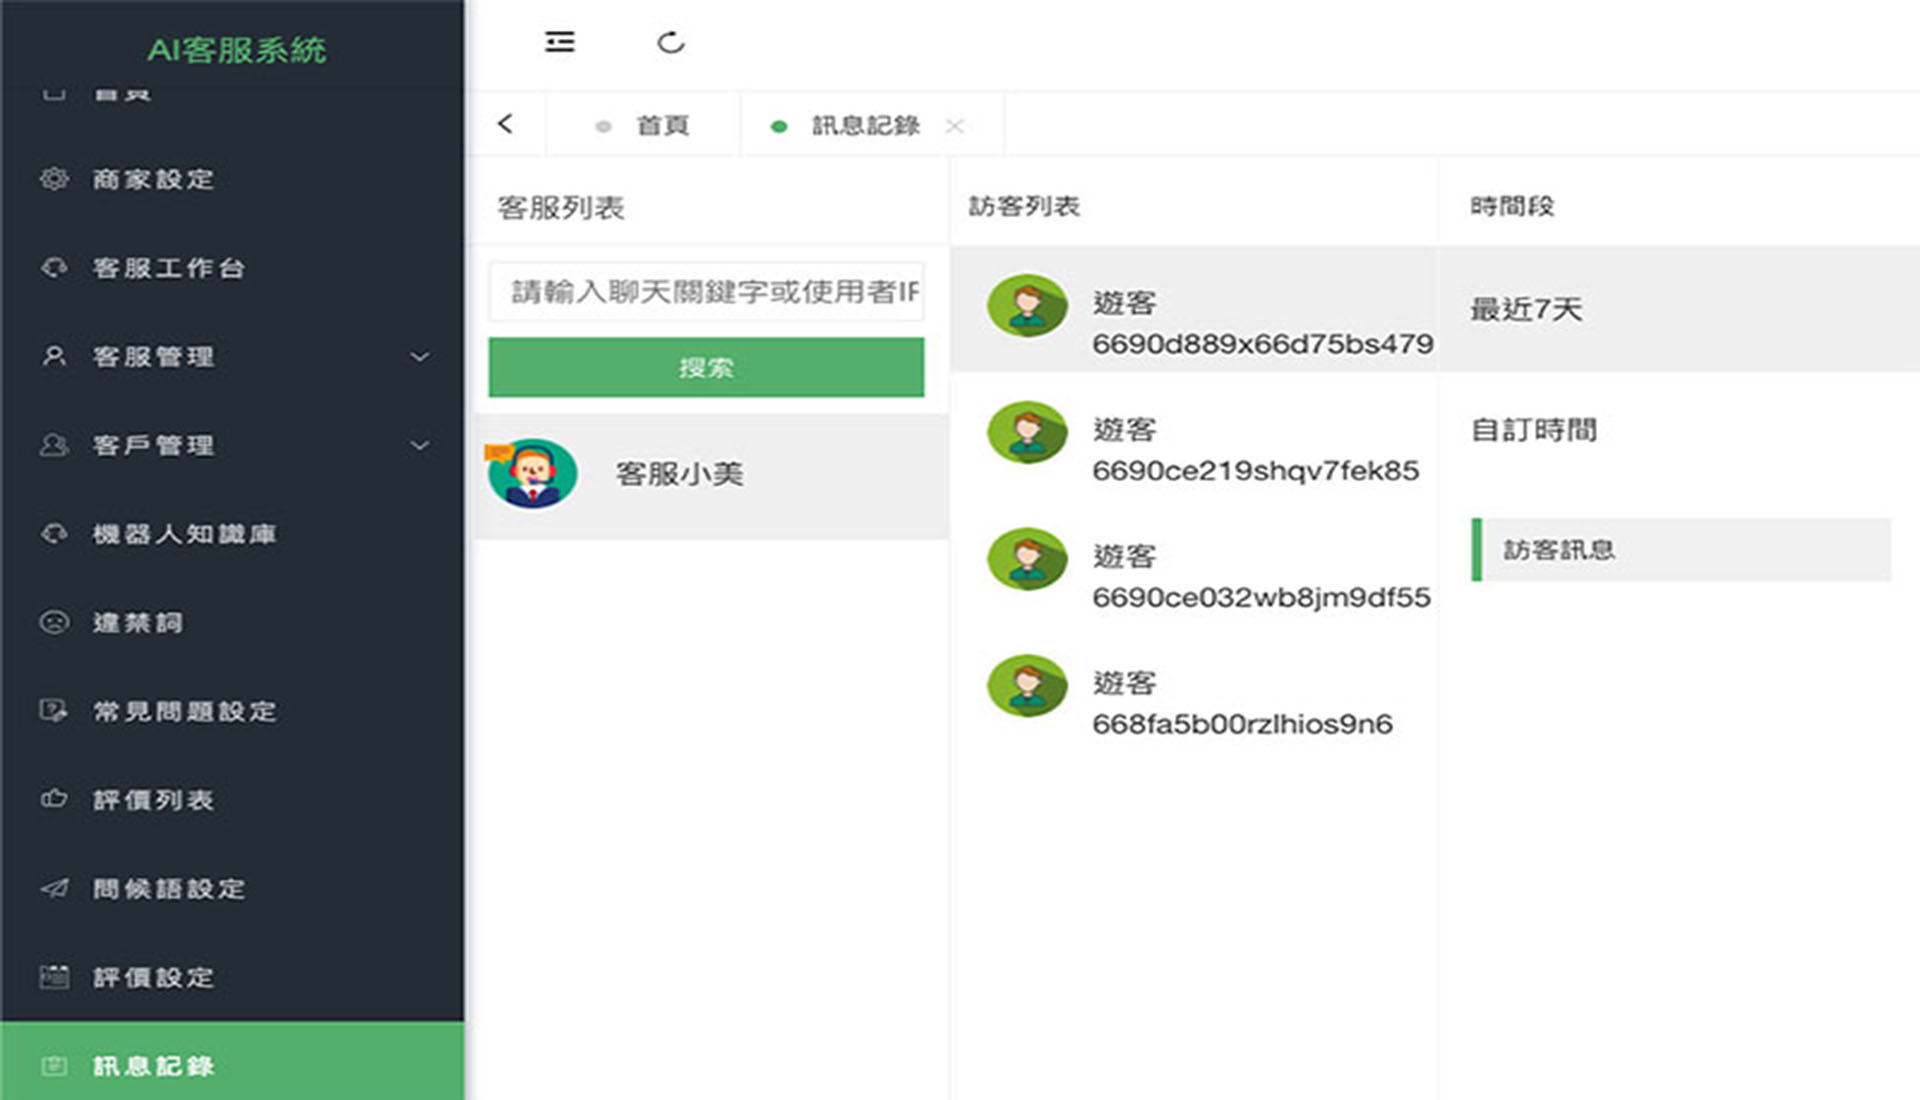 AI客服系統
首頁
商家設定
客服工作台
客服管理
客戶管理
機器人知識庫
違禁詞
常見問題設定
評價列表
問候語設定
評價設定
訊息記錄
首頁
訊息記錄
客服列表
請輸入聊天關鍵字或使用者IP
搜索
客服小美
訪客列表
遊客
6690d889x66d75bs479
遊客
6690ce219shqv7fek85
遊客
6690ce032wb8jm9df55
遊客
668fa5b00rzlhios9n6
時間段
最近7天
自訂時間
訪客訊息